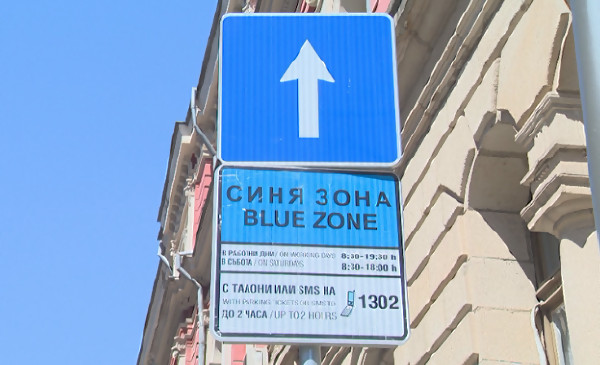 СИНЯ ЗОНА
BLUE ZONE
В РАБОТНИ ДНИ / ON WORKING DAYS 8:30-19:30 h
В СЪБОТА / ON SATURDAYS 8:30-18:00 h
С ТАЛОНИ ИЛИ SMS НА
WITH PARKING TICKETS OR SMS TO 1302
ДО 2 ЧАСА / UP TO 2 HOURS